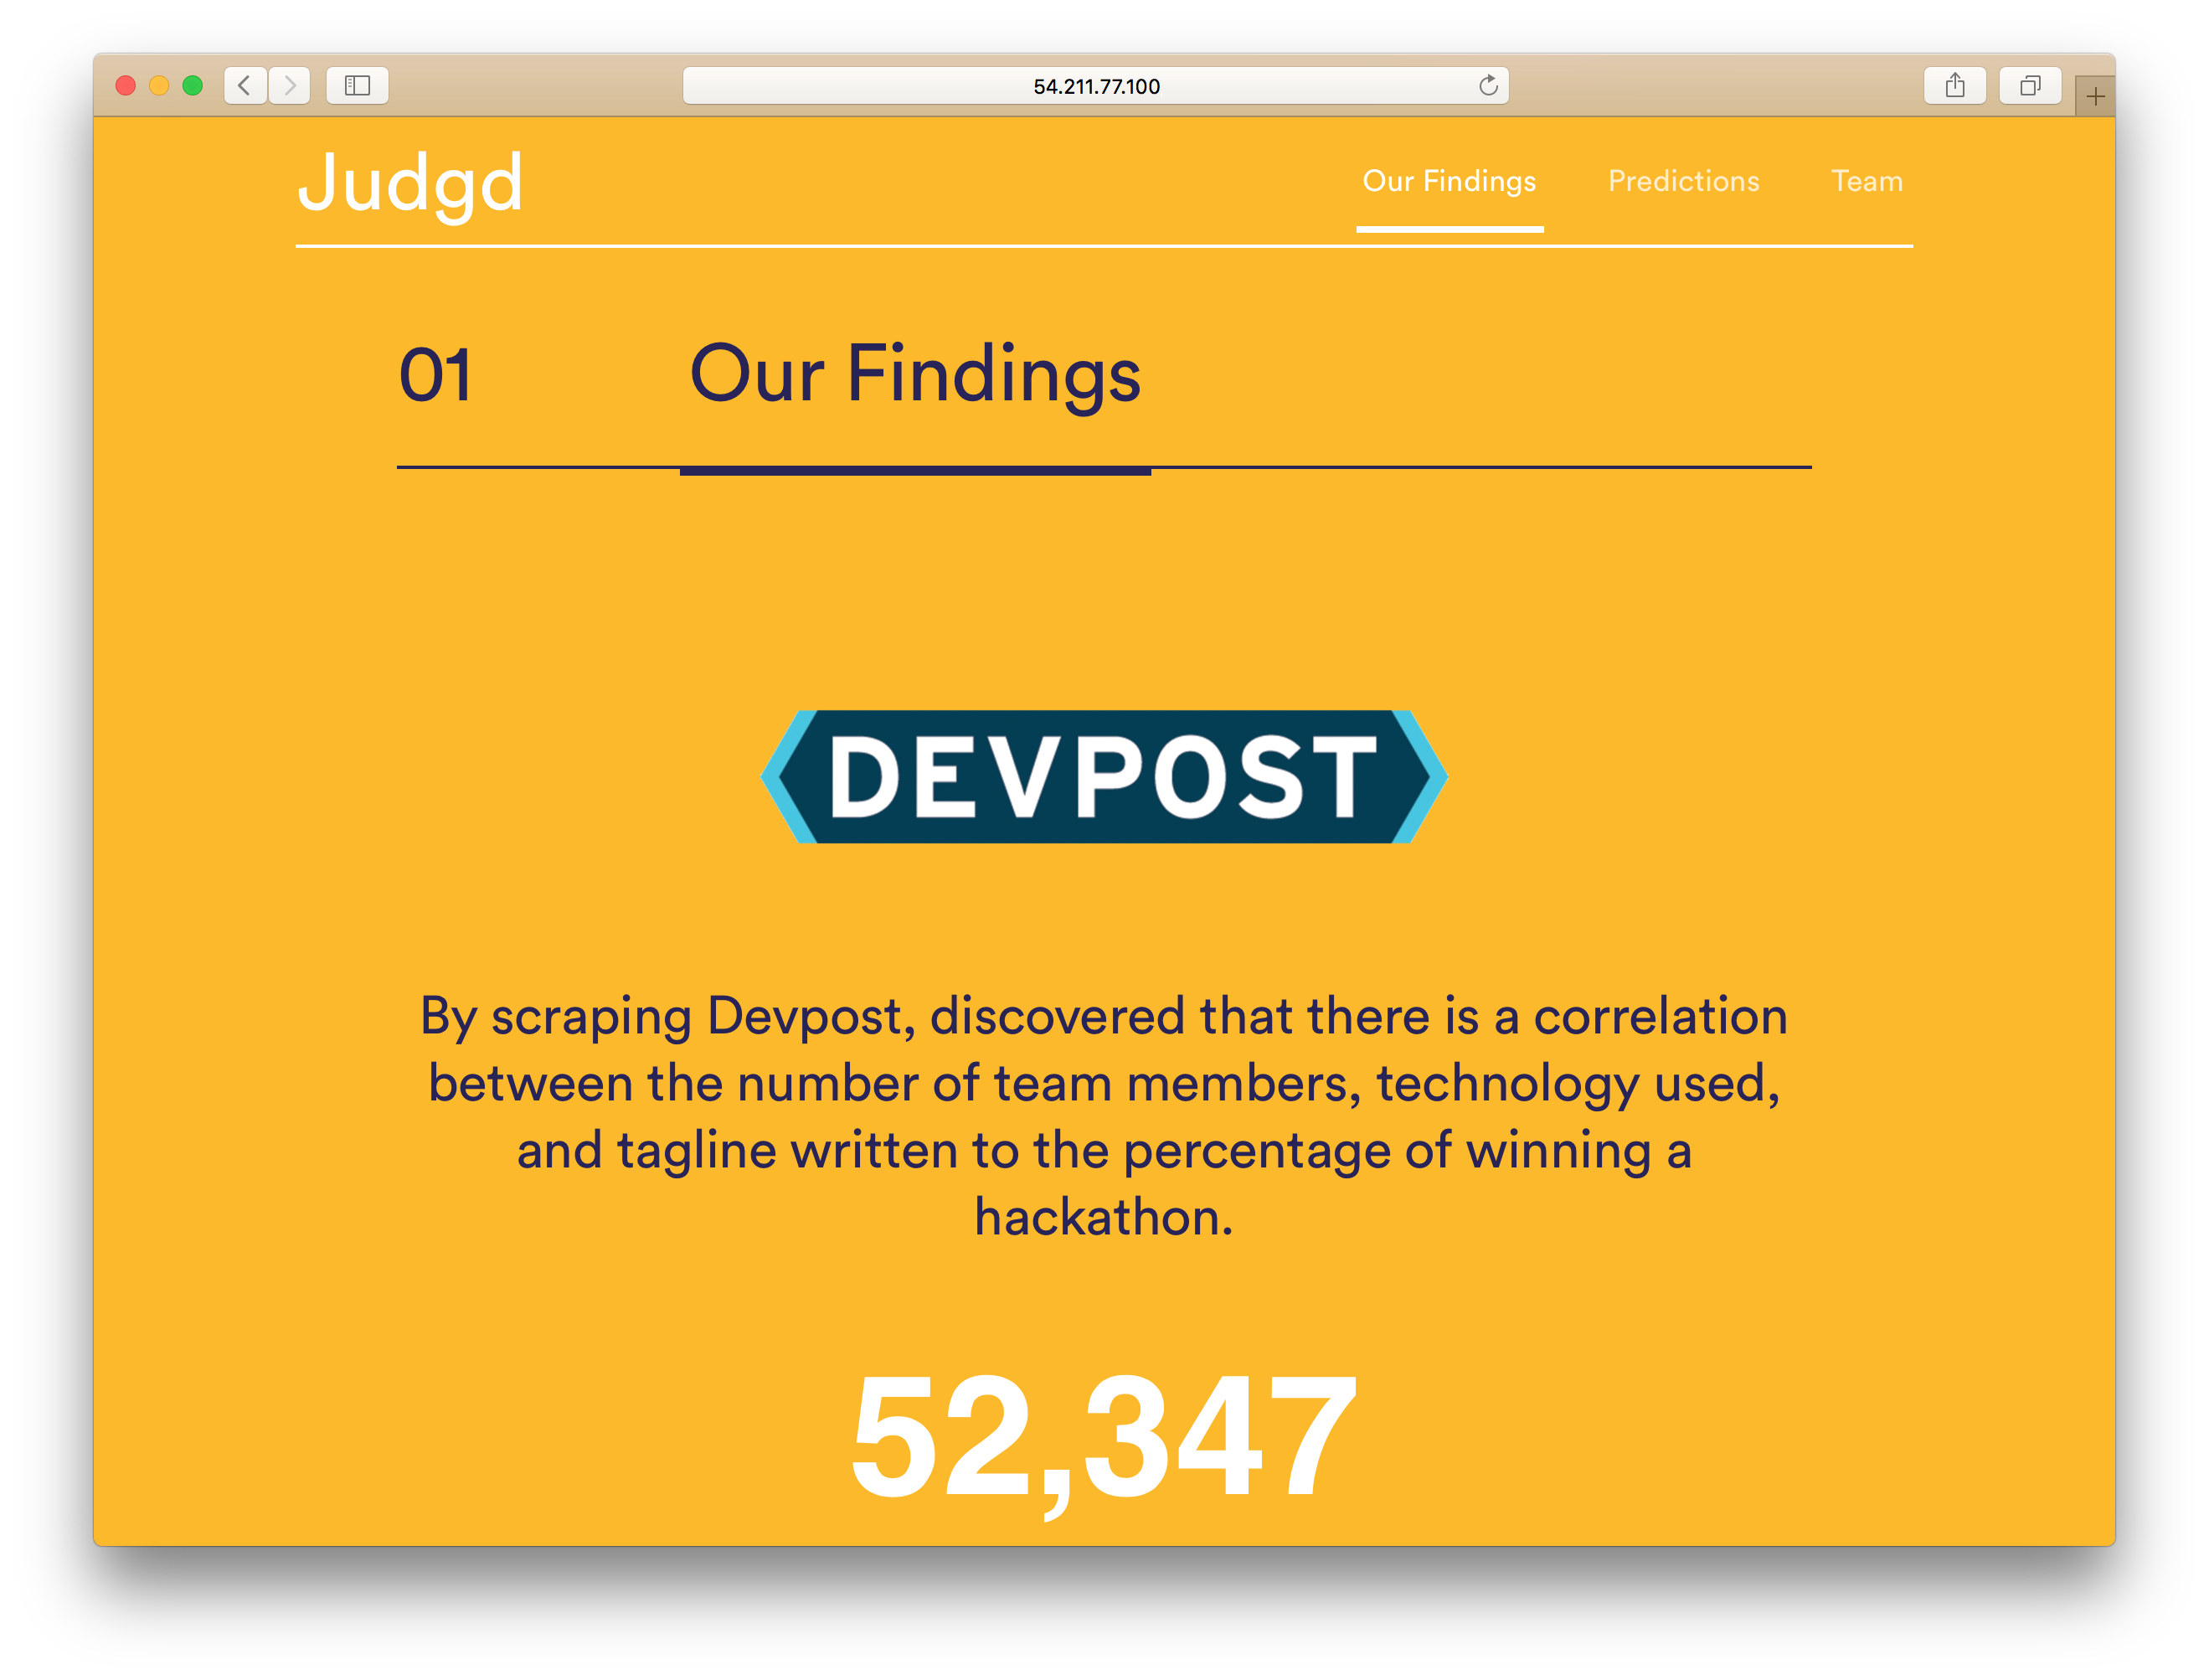 54.211.77.100
Judgd
Our Findings
Predictions
Team
01
Our Findings
DEVPOST
By scraping Devpost, discovered that there is a correlation
between the number of team members, technology used,
and tagline written to the percentage of winning a
hackathon.
52,347